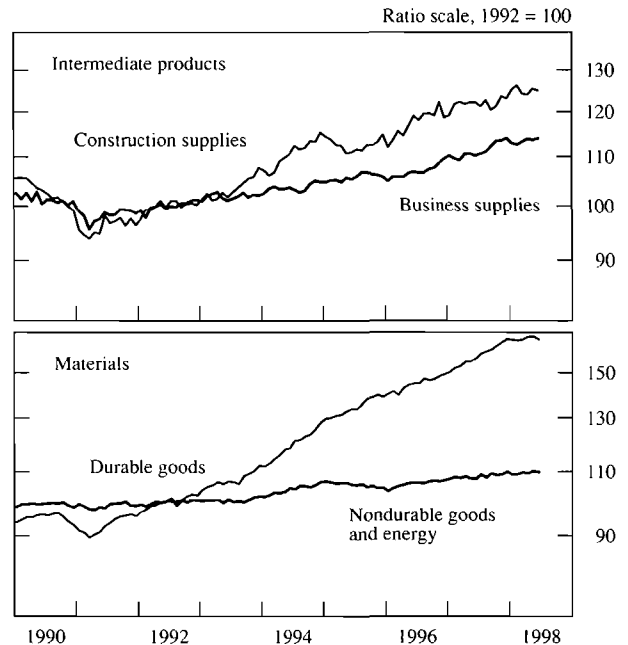 Ratio scale, 1992 = 100
Intermediate products
130
120
Construction supplies
110
Business supplies
100
90
Materials
150
130
Durable goods
110
Nondurable goods
and energy
90
1990 1992 1994 1996 1998